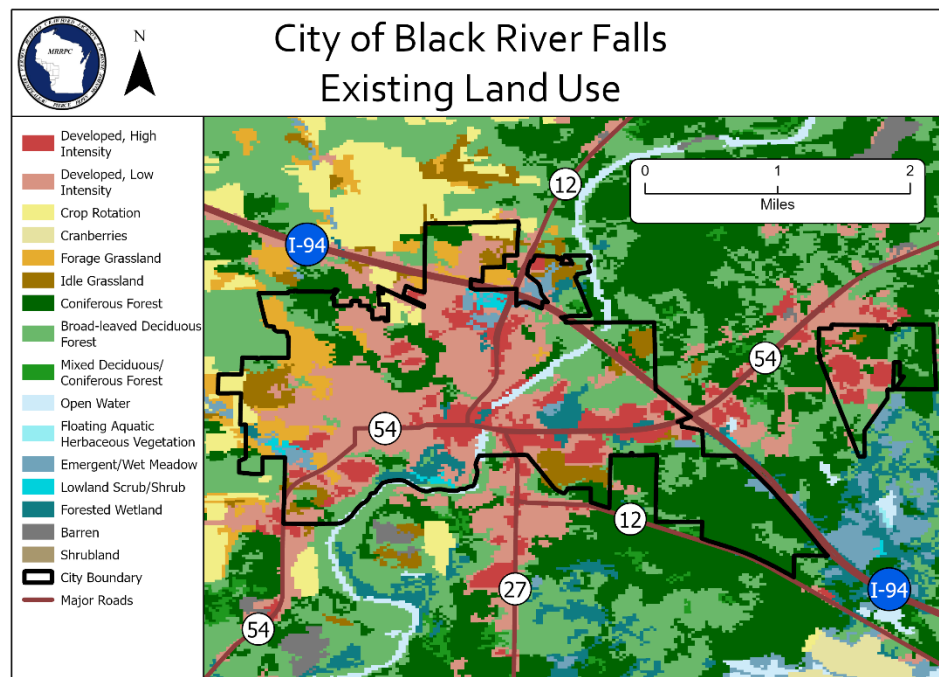 MRRPC
N
City of Black River Falls
Existing Land Use
Developed, High
Intensity
Developed, Low
Intensity
Crop Rotation
Cranberries
Forage Grassland
Idle Grassland
Coniferous Forest
Broad-leaved Deciduous
Forest
Mixed Deciduous/
Coniferous Forest
Open Water
Floating Aquatic
Herbaceous Vegetation
Emergent/Wet Meadow
Lowland Scrub/Shrub
Forested Wetland
Barren
Shrubland
City Boundary
Major Roads
0 1 2
Miles
12
I-94
54
54
12
27
I-94
54